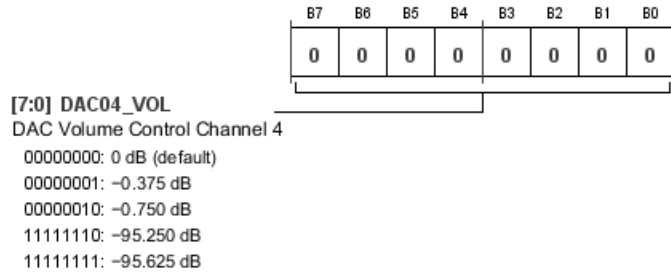 B7 B6 B5 B4 B3 B2 B1 B0
0 0 0 0 0 0 0 0
[7:0] DAC04_VOL
DAC Volume Control Channel 4
00000000: 0 dB (default)
00000001: −0.375 dB
00000010: −0.750 dB
11111110: −95.250 dB
11111111: −95.625 dB